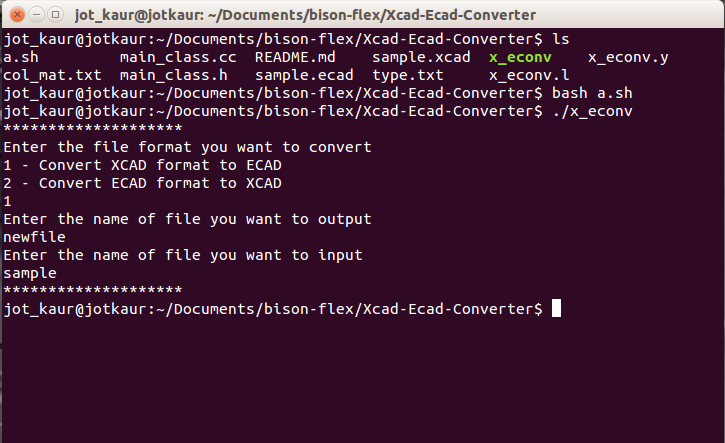 jot_kaur@jotkaur: ~/Documents/bison-flex/Xcad-Ecad-Converter
jot_kaur@jotkaur:~/Documents/bison-flex/Xcad-Ecad-Converter$ ls
a.sh main_class.cc README.md sample.xcad x_econv x_econv.y
col_mat.txt main_class.h sample.ecad type.txt x_econv.l
jot_kaur@jotkaur:~/Documents/bison-flex/Xcad-Ecad-Converter$ bash a.sh
jot_kaur@jotkaur:~/Documents/bison-flex/Xcad-Ecad-Converter$ ./x_econv
********************
Enter the file format you want to convert
1 - Convert XCAD format to ECAD
2 - Convert ECAD format to XCAD
1
Enter the name of file you want to output
newfile
Enter the name of file you want to input
sample
********************
jot_kaur@jotkaur:~/Documents/bison-flex/Xcad-Ecad-Converter$